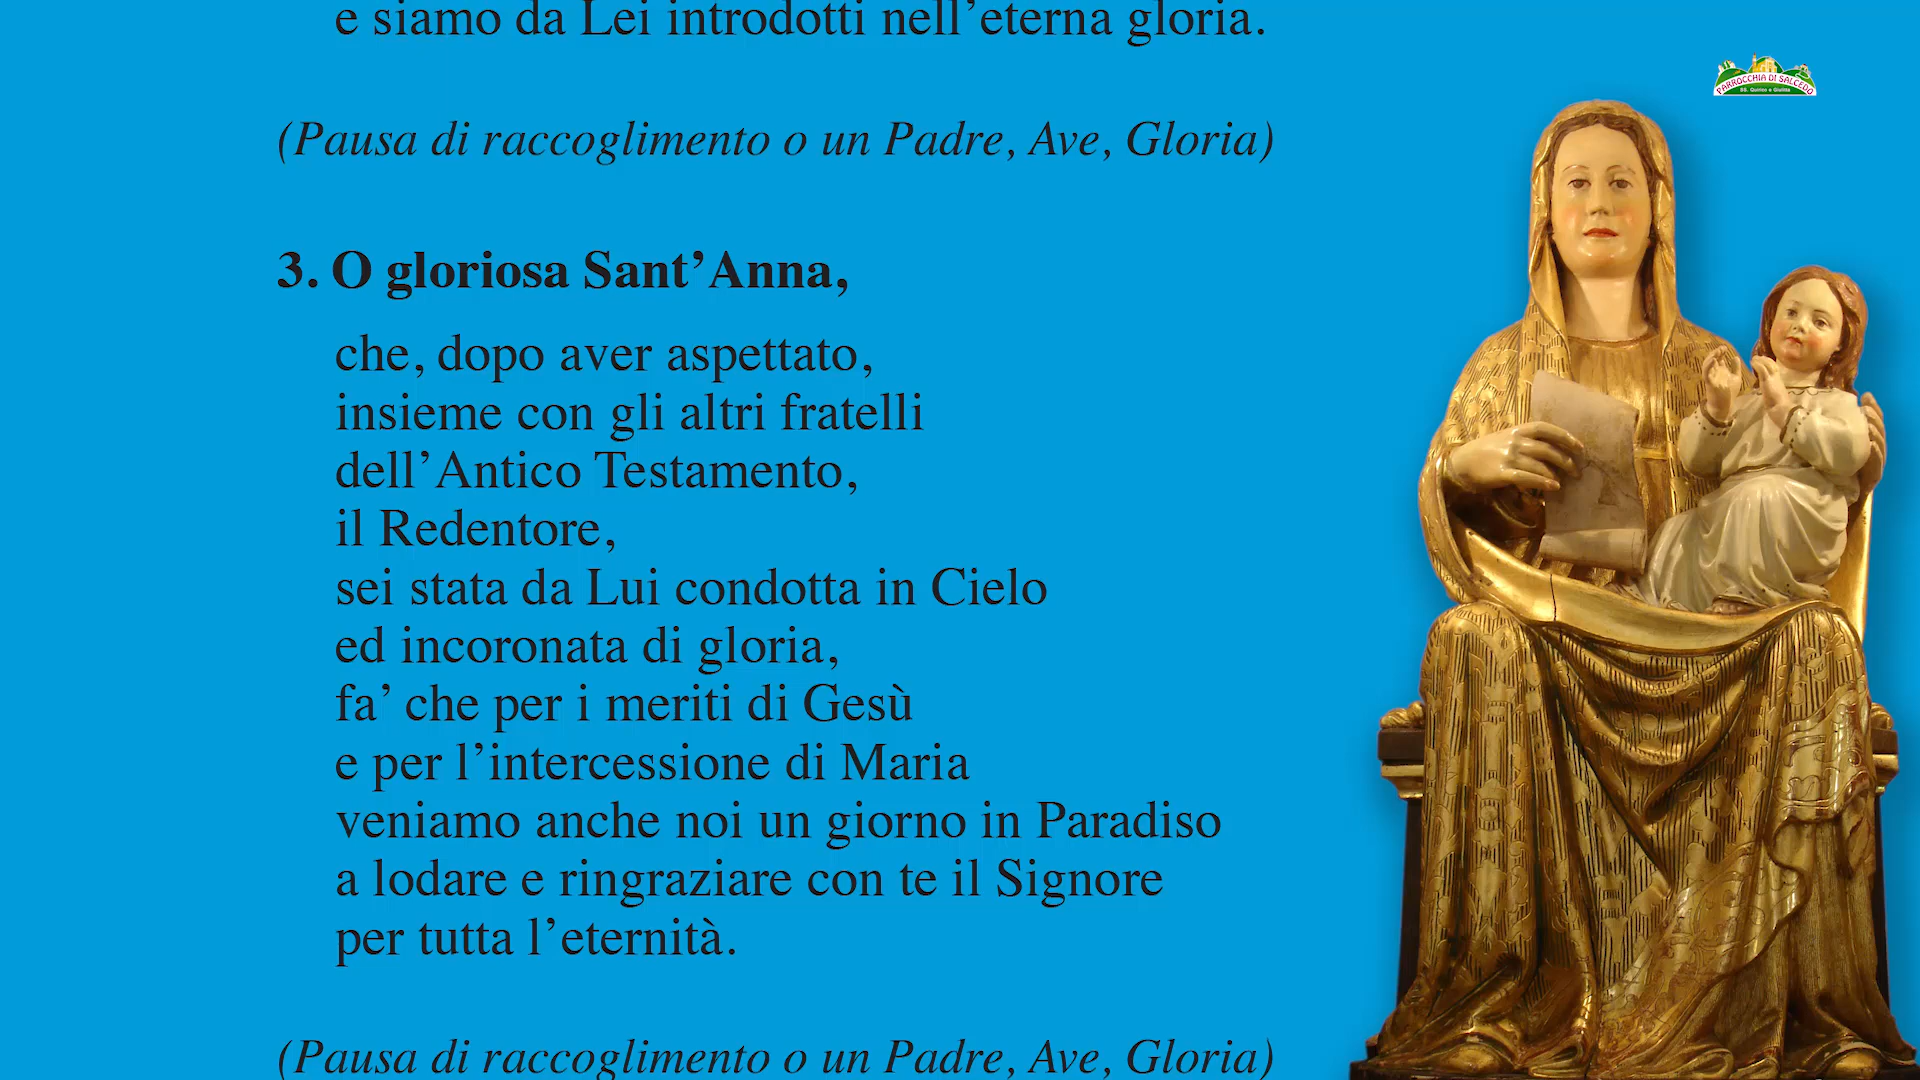 e siamo da Lei introdotti nell’eterna gloria.
PARROCCHIA DI SALCEDO
SS. Quirico e Giulitta
(Pausa di raccoglimento o un Padre, Ave, Gloria)
3. O gloriosa Sant’Anna,
che, dopo aver aspettato,
insieme con gli altri fratelli
dell’Antico Testamento,
il Redentore,
sei stata da Lui condotta in Cielo
ed incoronata di gloria,
fa’ che per i meriti di Gesù
e per l’intercessione di Maria
veniamo anche noi un giorno in Paradiso
a lodare e ringraziare con te il Signore
per tutta l’eternità.
(Pausa di raccoglimento o un Padre, Ave, Gloria)